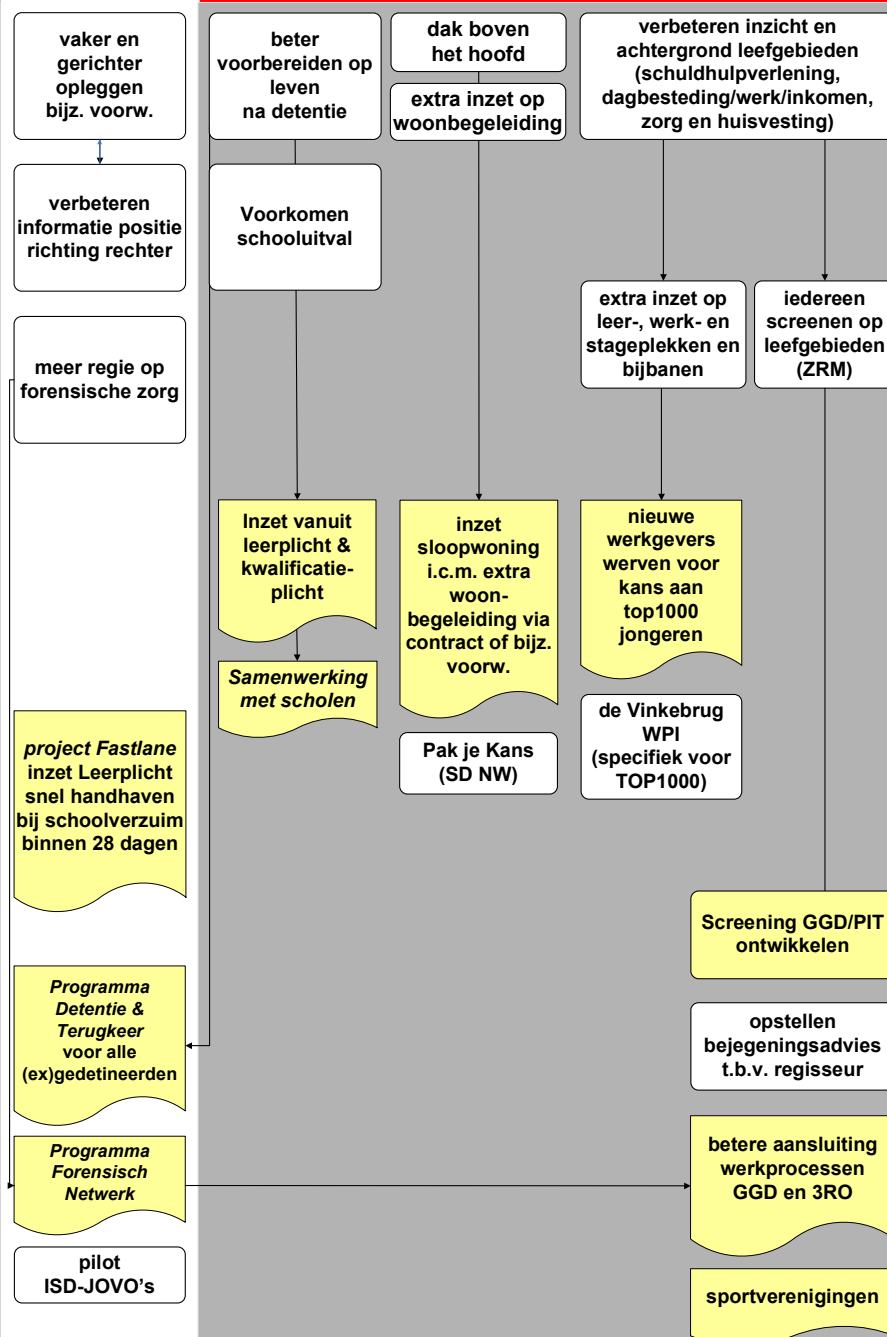 vaker en
gerichter
opleggen
bijz. voorw.
verbeteren
informatie positie
richting rechter
meer regie op
forensische zorg
project Fastlane
inzet Leerplicht
snel handhaven
bij schoolverzuim
binnen 28 dagen
Programma
Detentie &
Terugkeer
voor alle
(ex)gedetineerden
Programma
Forensisch
Netwerk
pilot
ISD-JOVO’s
beter
voorbereiden op
leven
na detentie
Voorkomen
schooluitval
Inzet vanuit
leerplicht &
kwalificatie-
plicht
Samenwerking
met scholen
dak boven
het hoofd
extra inzet op
woonbegeleiding
inzet
sloopwoning
i.c.m. extra
woon-
begeleiding via
contract of bijz.
voorw.
Pak je Kans
(SD NW)
verbeteren inzicht en
achtergrond leefgebieden
(schuldhulpverlening,
dagbesteding/werk/inkomen,
zorg en huisvesting)
extra inzet op
leer-, werk- en
stageplekken en
bijbanen
nieuwe
werkgevers
werven voor
kans aan
top1000
jongeren
de Vinkebrug
WPI
(specifiek voor
TOP1000)
iedereen
screenen op
leefgebieden
(ZRM)
Screening GGD/PIT
ontwikkelen
opstellen
bejegeningsadvies
t.b.v. regisseur
betere aansluiting
werkprocessen
GGD en 3RO
sportverenigingen